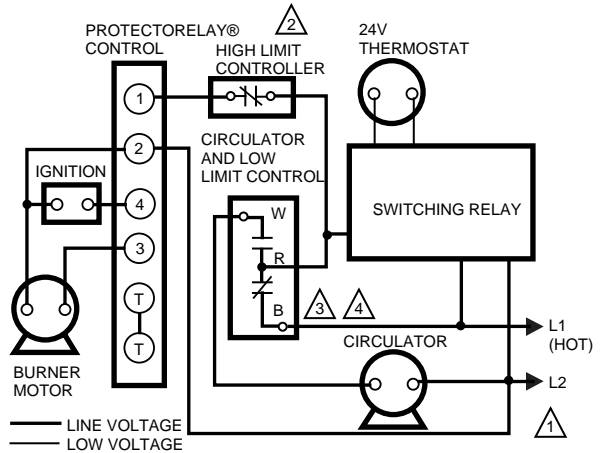 PROTECTORELAY®
CONTROL
2
HIGH LIMIT
CONTROLLER
24V
THERMOSTAT
1
2
IGNITION
4
3
T
T
CIRCULATOR
AND LOW
LIMIT CONTROL
W
R
B
SWITCHING RELAY
3
4
L1
(HOT)
CIRCULATOR
L2
1
BURNER
MOTOR
LINE VOLTAGE
LOW VOLTAGE